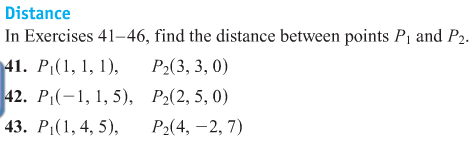 Distance
In Exercises 41–46, find the distance between points P₁ and P₂.
41. P₁(1, 1, 1), P₂(3, 3, 0)
42. P₁(−1, 1, 5), P₂(2, 5, 0)
43. P₁(1, 4, 5), P₂(4, −2, 7)